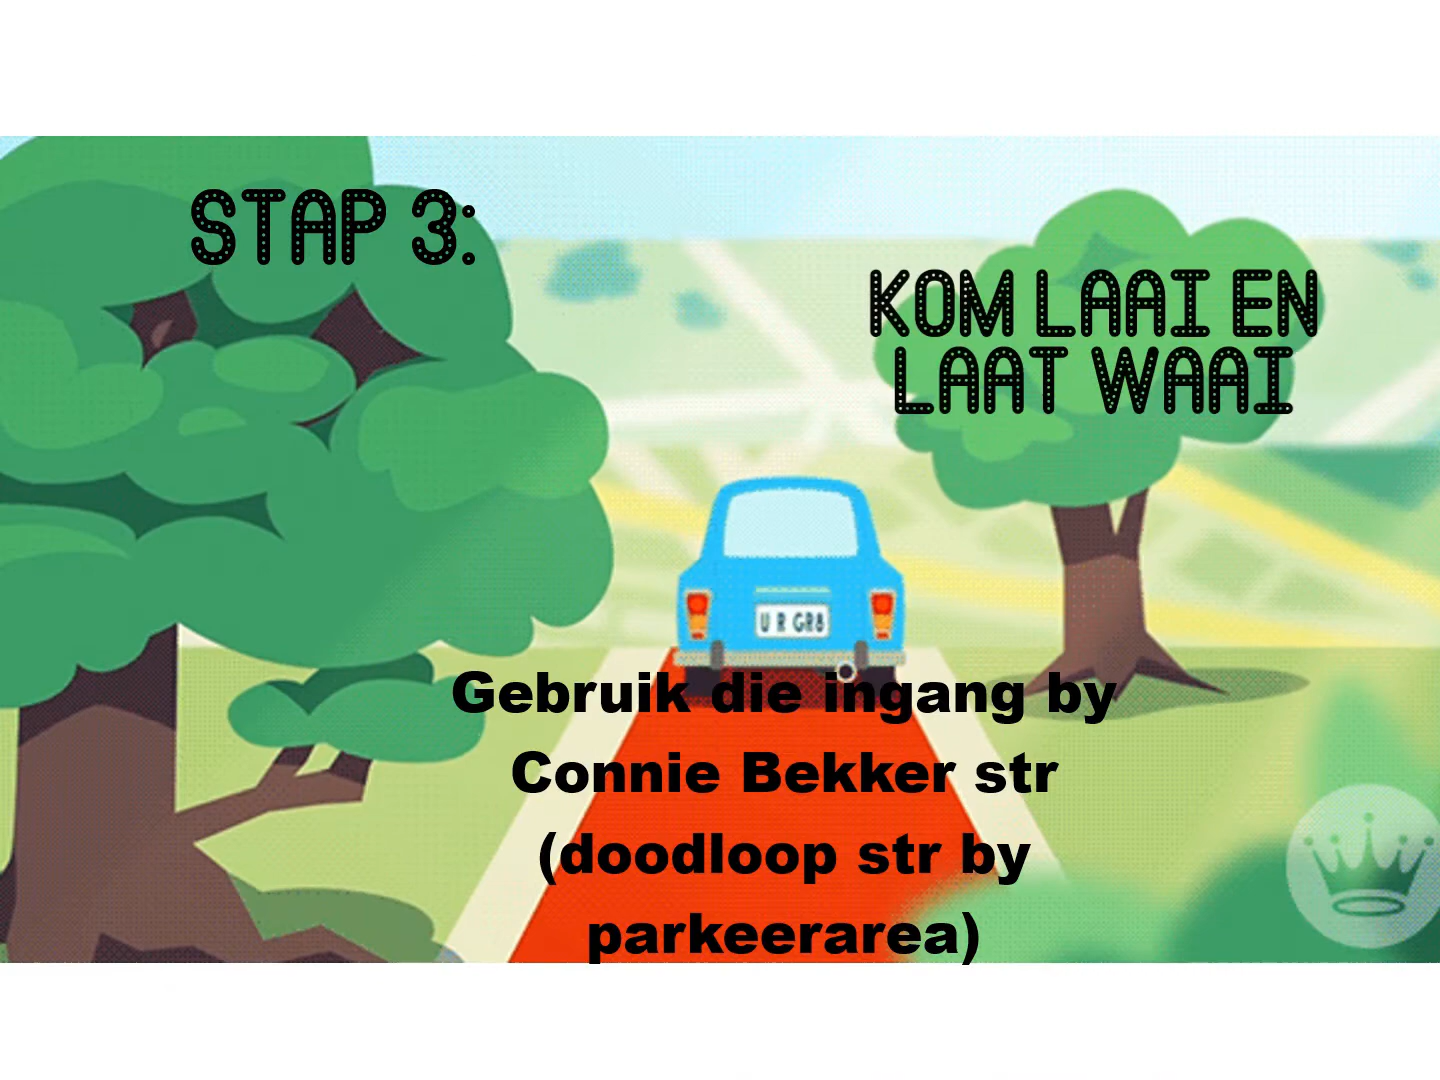 STAP 3:
KOM LAAI EN
LAAT WAAI
U R GR8
Gebruik die ingang by
Connie Bekker str
(doodloop str by
parkeerarea)